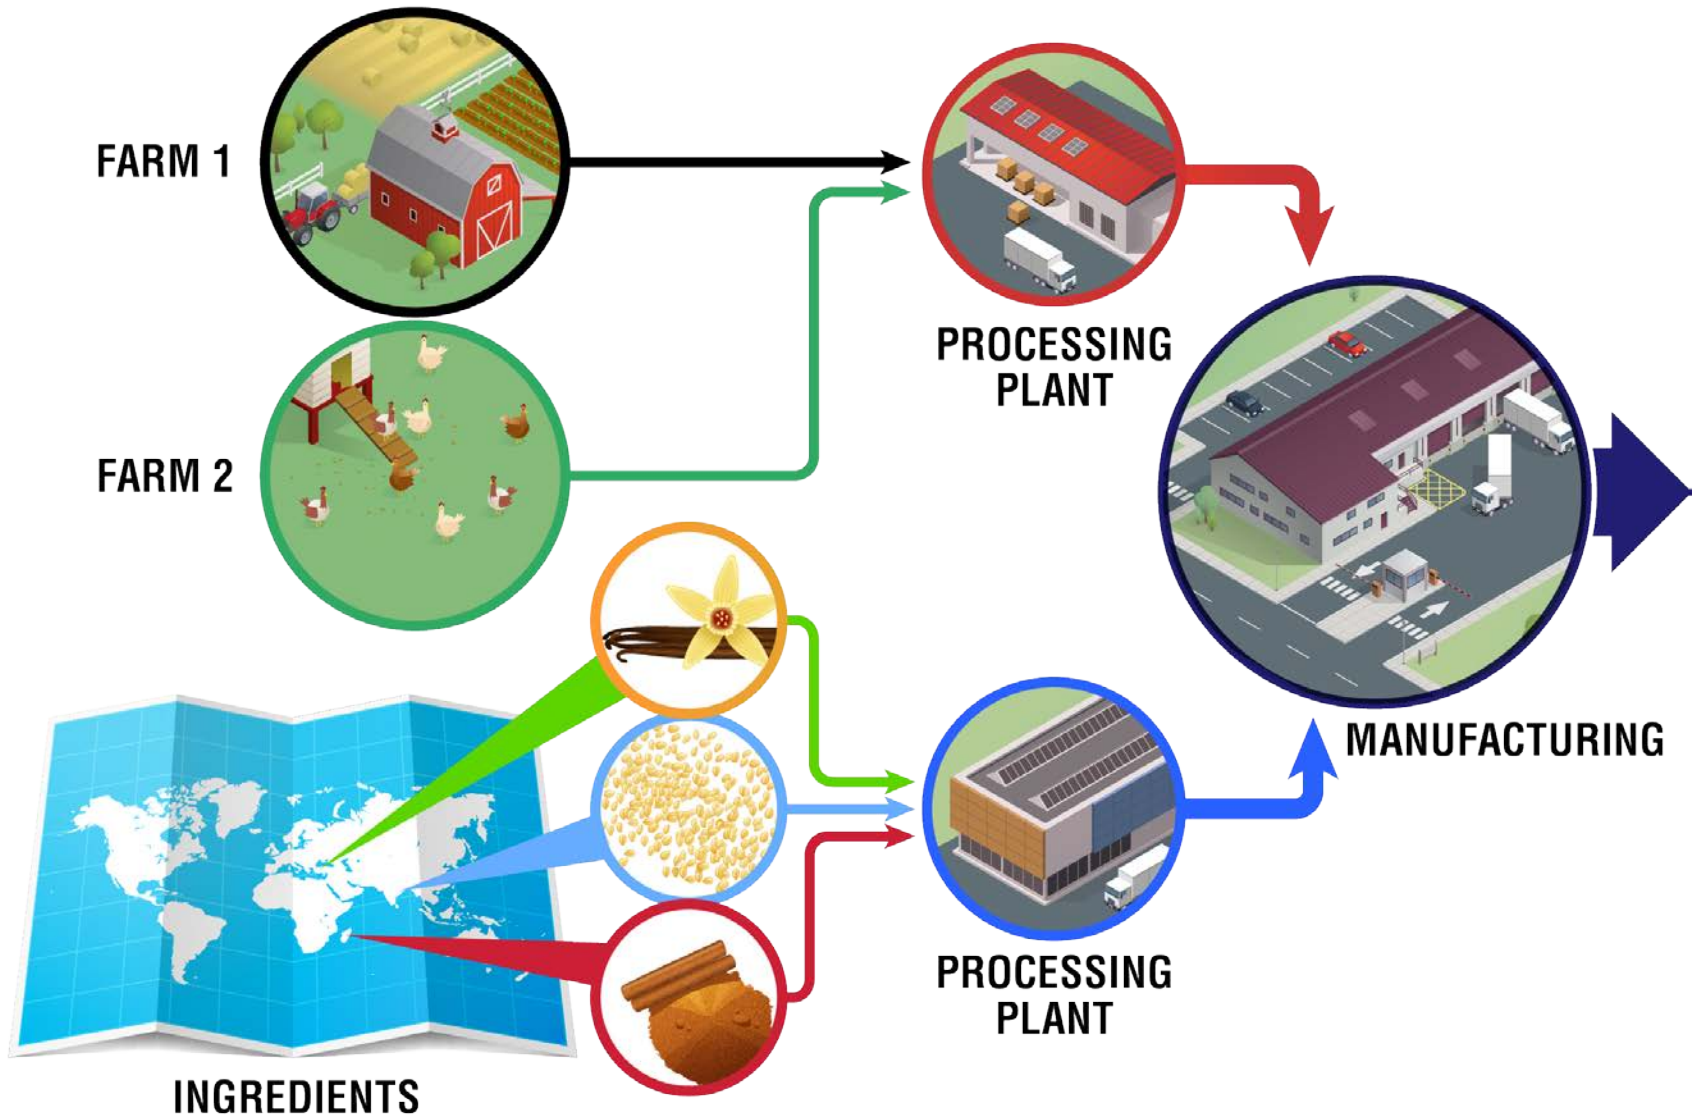 FARM 1
FARM 2
PROCESSING
PLANT
MANUFACTURING
PROCESSING
PLANT
INGREDIENTS